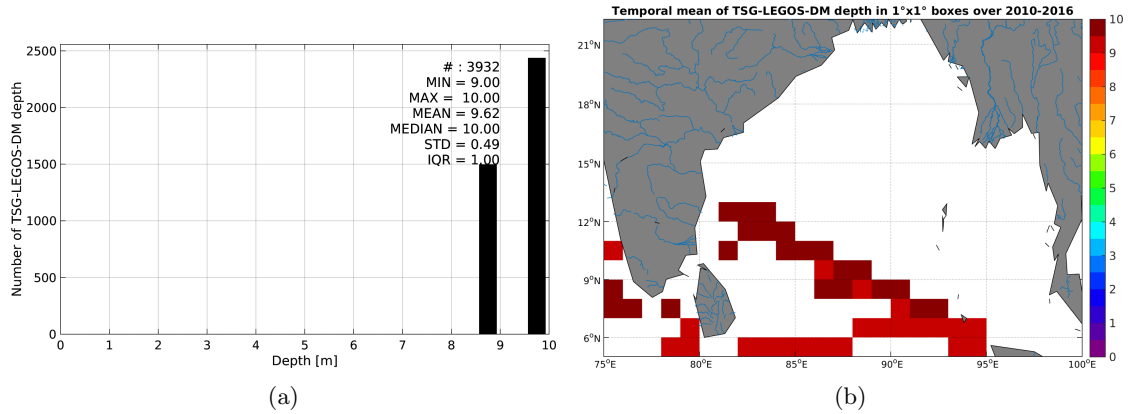 2500
2000
1500
1000
500
0
Number of TSG-LEGOS-DM depth
# : 3932
MIN = 9.00
MAX = 10.00
MEAN = 9.62
MEDIAN = 10.00
STD = 0.49
IQR = 1.00
0 1 2 3 4 5 6 7 8 9 10
Depth [m]
(a)
Temporal mean of TSG-LEGOS-DM depth in 1°x1° boxes over 2010-2016
21°N
18°N
15°N
12°N
9°N
6°N
75°E 80°E 85°E 90°E 95°E 100°E
10
9
8
7
6
5
4
3
2
1
0
(b)